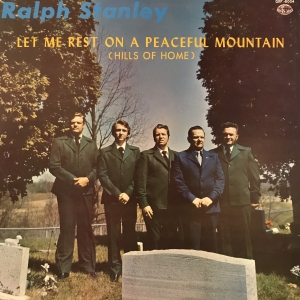 Ralph Stanley
LET ME REST ON A PEACEFUL MOUNTAIN
(HILLS OF HOME)